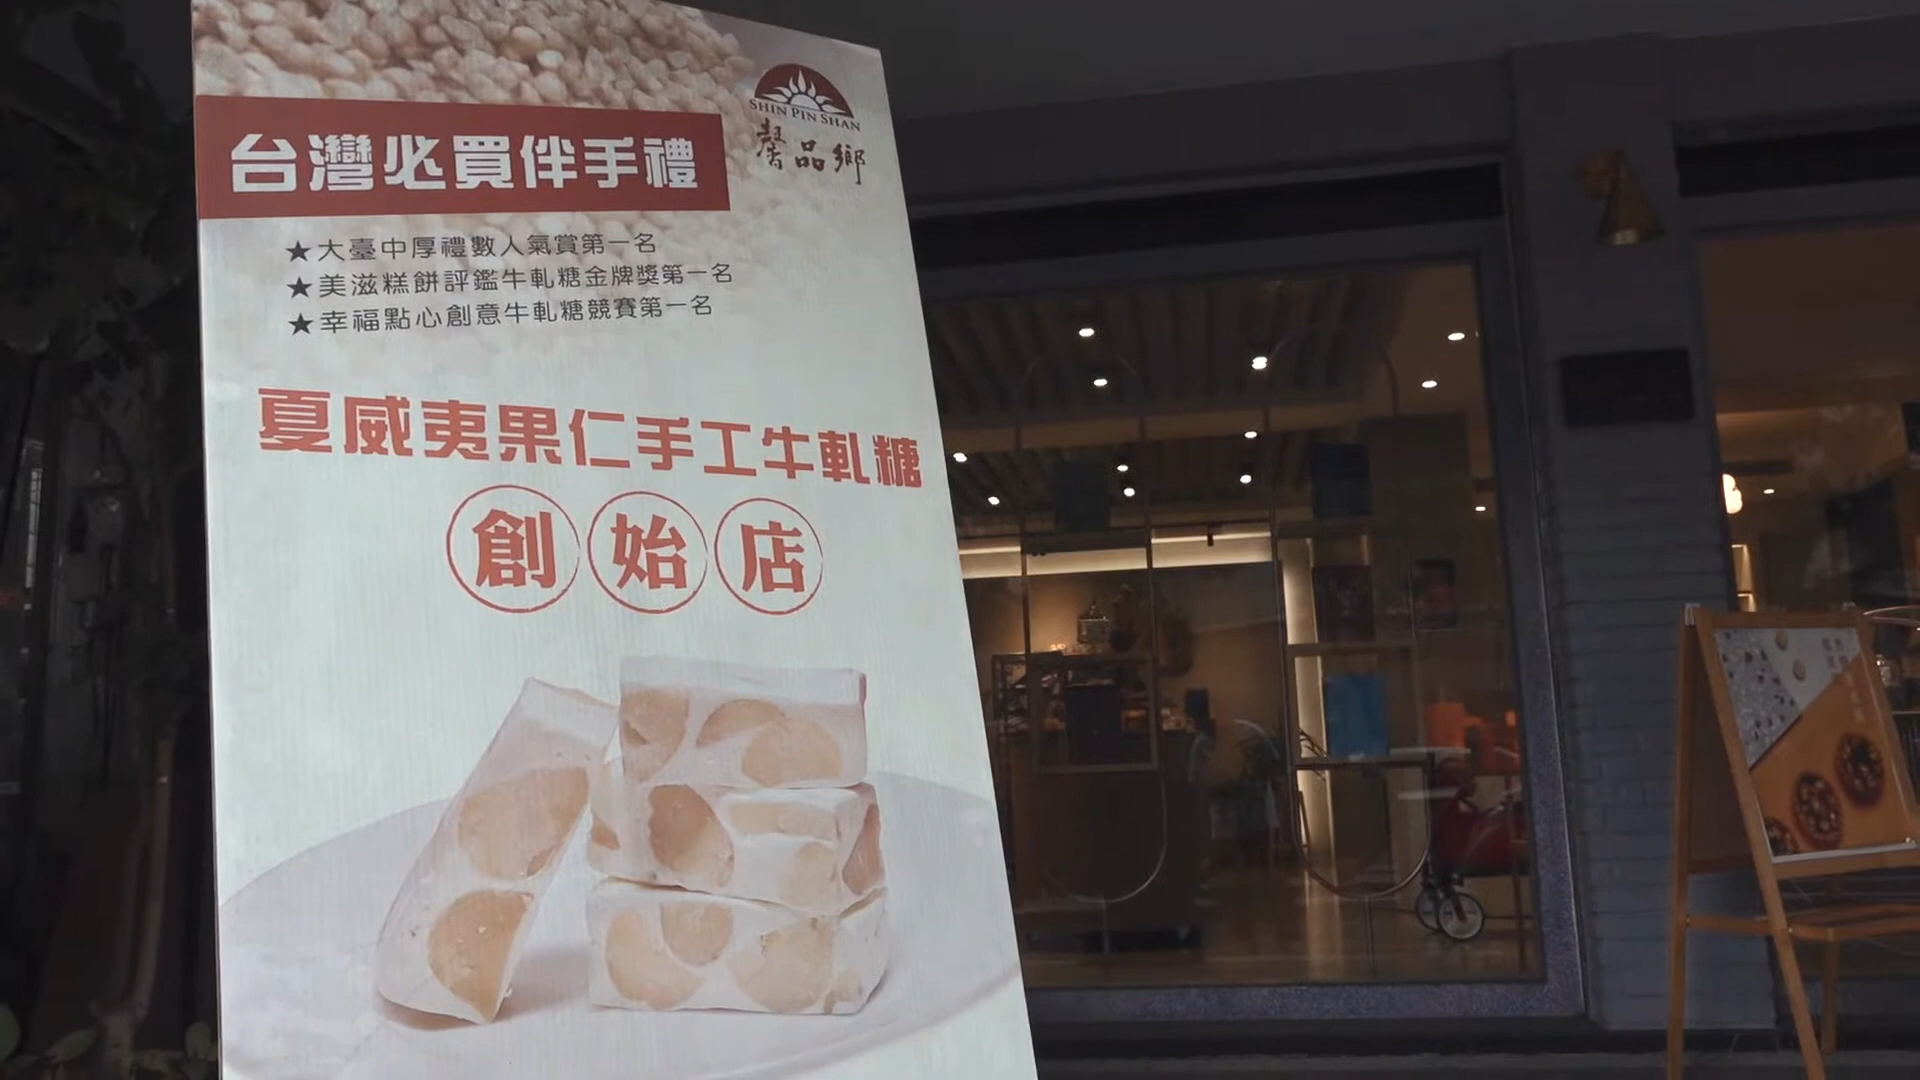 SHIN PIN SHAN
馨品鄉
台灣必買伴手禮
★大臺中厚禮數人氣賞第一名
★美滋糕餅評鑑牛軋糖金牌獎第一名
★幸福點心創意牛軋糖競賽第一名
夏威夷果仁手工牛軋糖
創始店